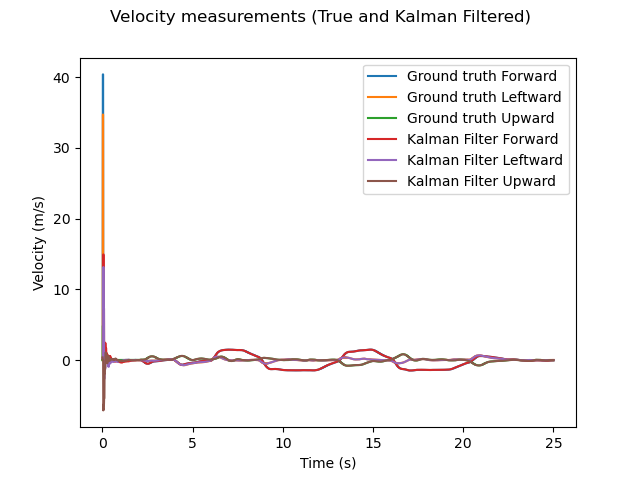 Velocity measurements (True and Kalman Filtered)
Ground truth Forward
Ground truth Leftward
Ground truth Upward
Kalman Filter Forward
Kalman Filter Leftward
Kalman Filter Upward
Velocity (m/s)
40
30
20
10
0
0 5 10 15 20 25
Time (s)